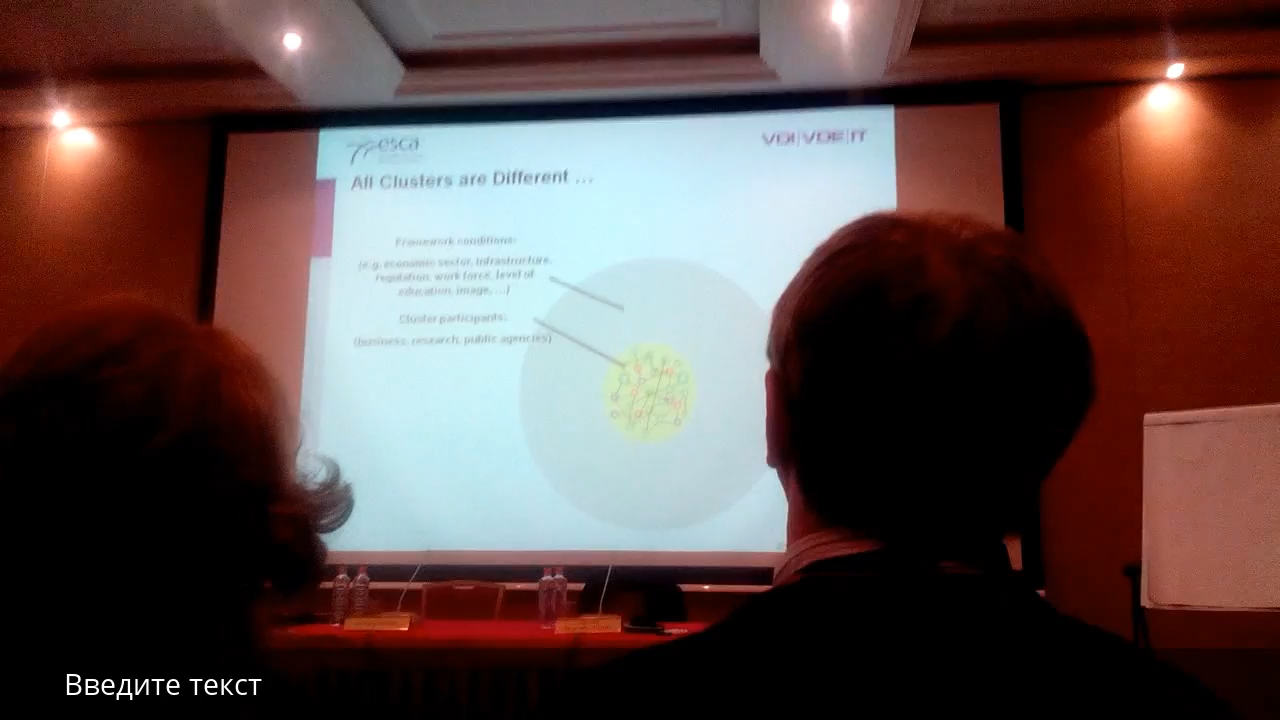 esca
VDI|VDE|IT
All Clusters are Different ...
Framework conditions:
(e.g. economic sector, infrastructure,
regulation, work force, level of
education, image, ...)
Cluster participants:
(business, research, public agencies)
Введите текст